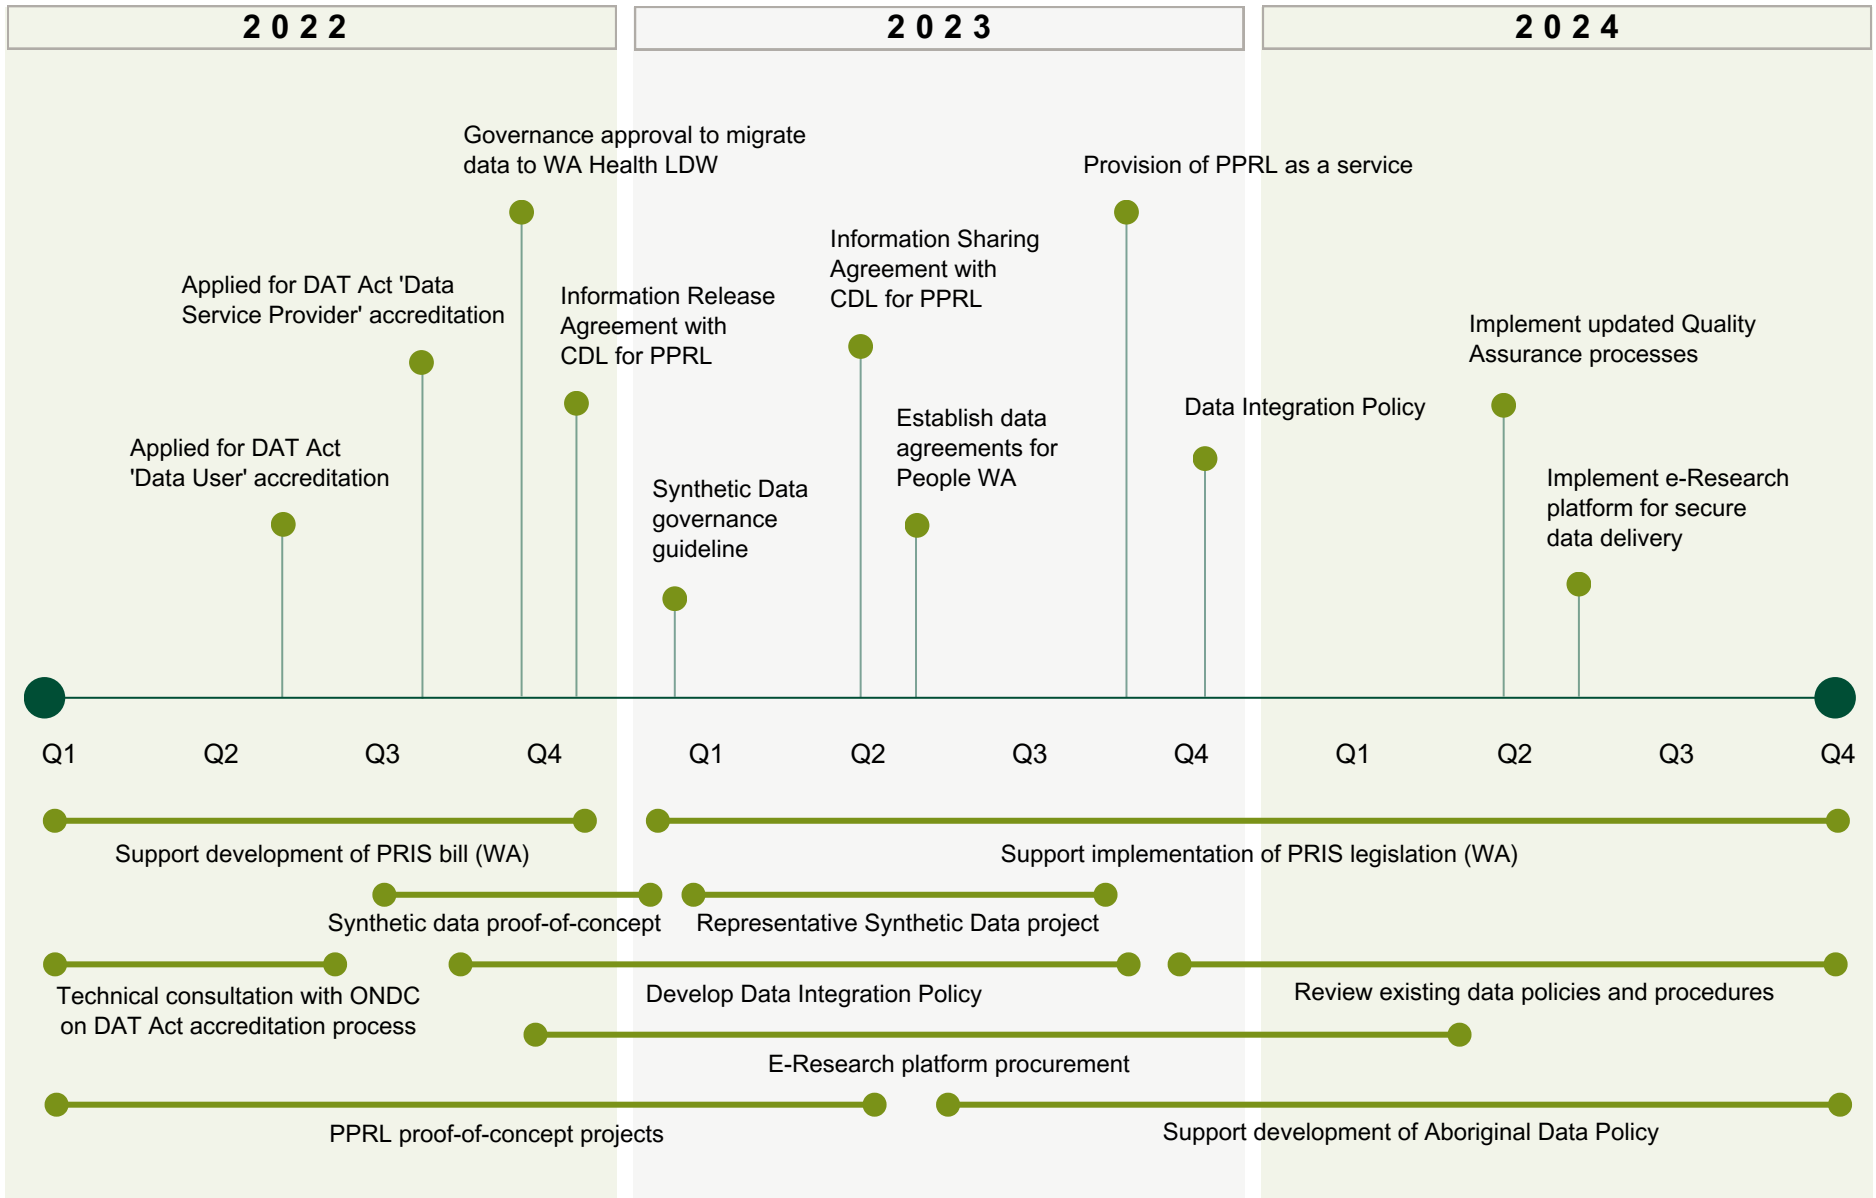 2022
2023
2024
Governance approval to migrate
data to WA Health LDW
Provision of PPRL as a service
Information Sharing
Agreement with
CDL for PPRL
Applied for DAT Act 'Data
Service Provider' accreditation
Information Release
Agreement with
CDL for PPRL
Implement updated Quality
Assurance processes
Data Integration Policy
Establish data
agreements for
People WA
Applied for DAT Act
'Data User' accreditation
Synthetic Data
governance
guideline
Implement e-Research
platform for secure
data delivery
Q1
Q2
Q3
Q4
Q1
Q2
Q3
Q4
Q1
Q2
Q3
Q4
Support development of PRIS bill (WA)
Support implementation of PRIS legislation (WA)
Synthetic data proof-of-concept
Representative Synthetic Data project
Technical consultation with ONDC
on DAT Act accreditation process
Develop Data Integration Policy
Review existing data policies and procedures
E-Research platform procurement
PPRL proof-of-concept projects
Support development of Aboriginal Data Policy